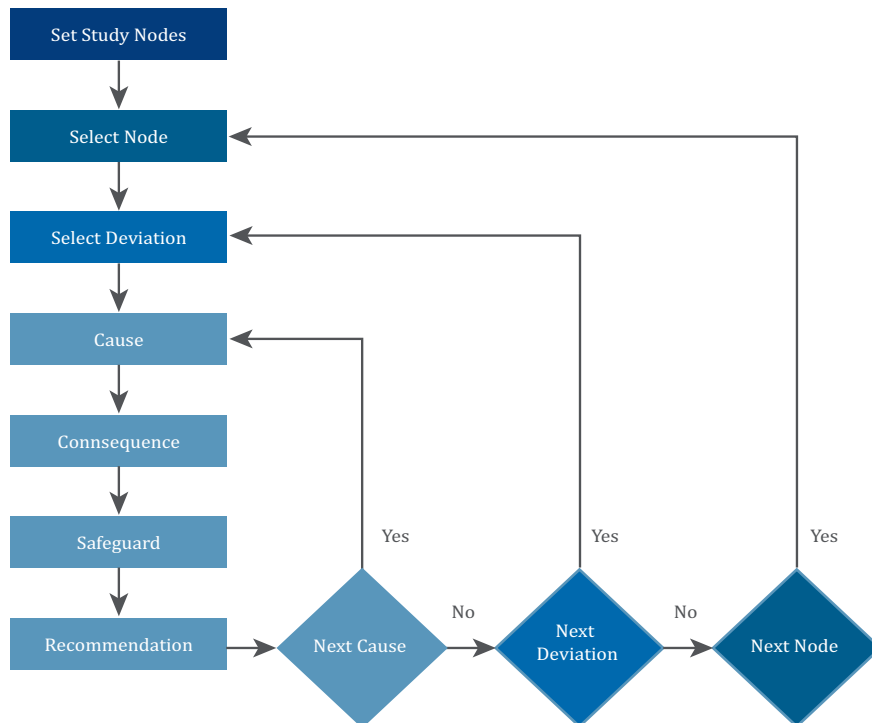 Set Study Nodes
Select Node
Select Deviation
Cause
Connsequence
Safeguard
Recommendation
Next Cause
Yes
No
Next
Deviation
Yes
No
Next Node
Yes